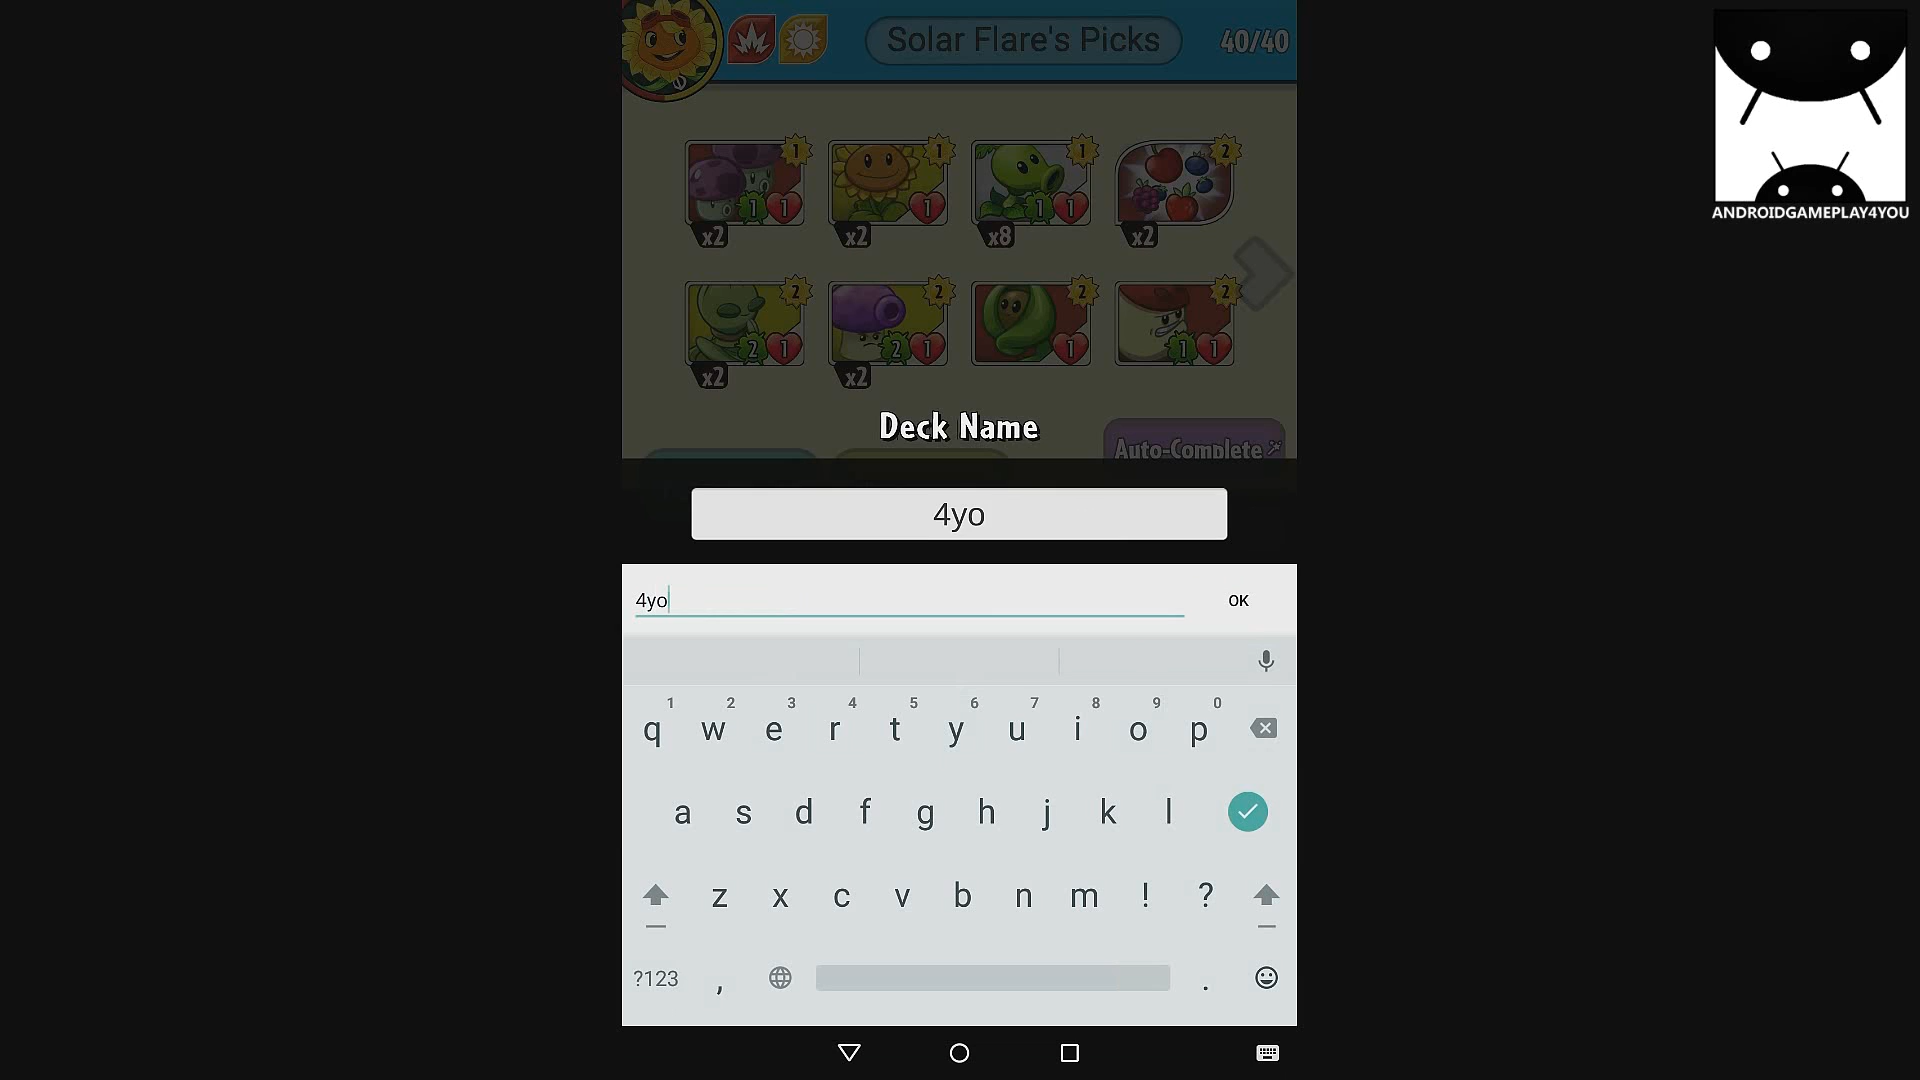 Solar Flare's Picks
40/40
1 1 1 2
1 1 1 1 1
x2 x2 x8 x2
2 2 2 2
2 1 2 1 1 1 1
x2 x2
Deck Name
Auto-Complete
4yo
4yo
OK
1 2 3 4 5 6 7 8 9 0
q w e r t y u i o p
a s d f g h j k l
z x c v b n m ! ?
?123 , .
ANDROIDGAMEPLAY4YOU